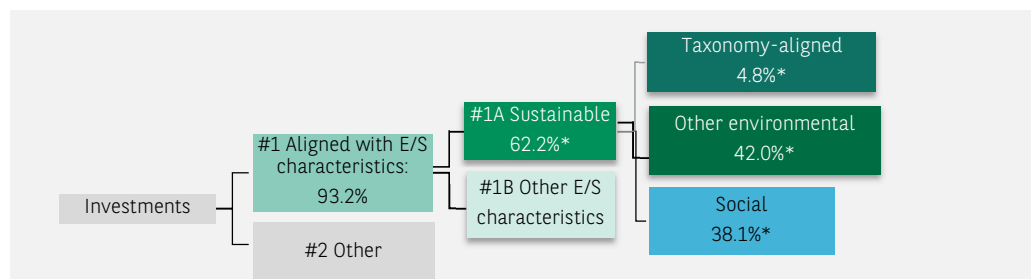 Investments
#1 Aligned with E/S
characteristics:
93.2%
#2 Other
#1A Sustainable
62.2%*
#1B Other E/S
characteristics
Taxonomy-aligned
4.8%*
Other environmental
42.0%*
Social
38.1%*